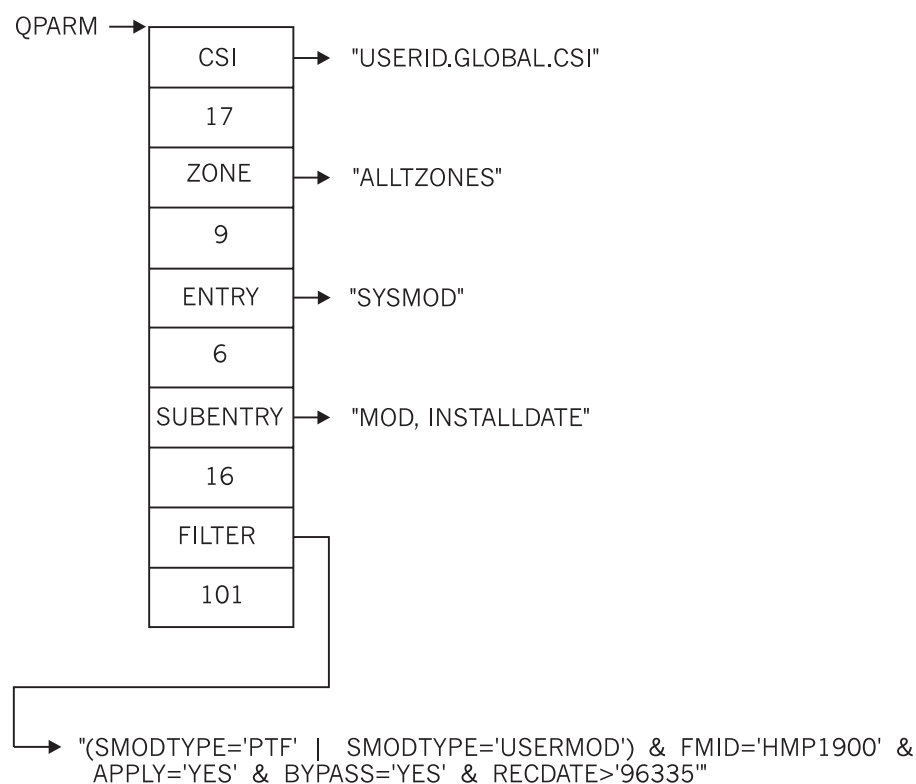 QPARM
CSI
"USERID.GLOBAL.CSI"
17
ZONE
"ALLTZONES"
9
ENTRY
"SYSMOD"
6
SUBENTRY
"MOD, INSTALLDATE"
16
FILTER
101
"(SMODTYPE='PTF' | SMODTYPE='USERMOD') & FMID='HMP1900' &
APPLY='YES' & BYPASS='YES' & RECDATE>'96335'"